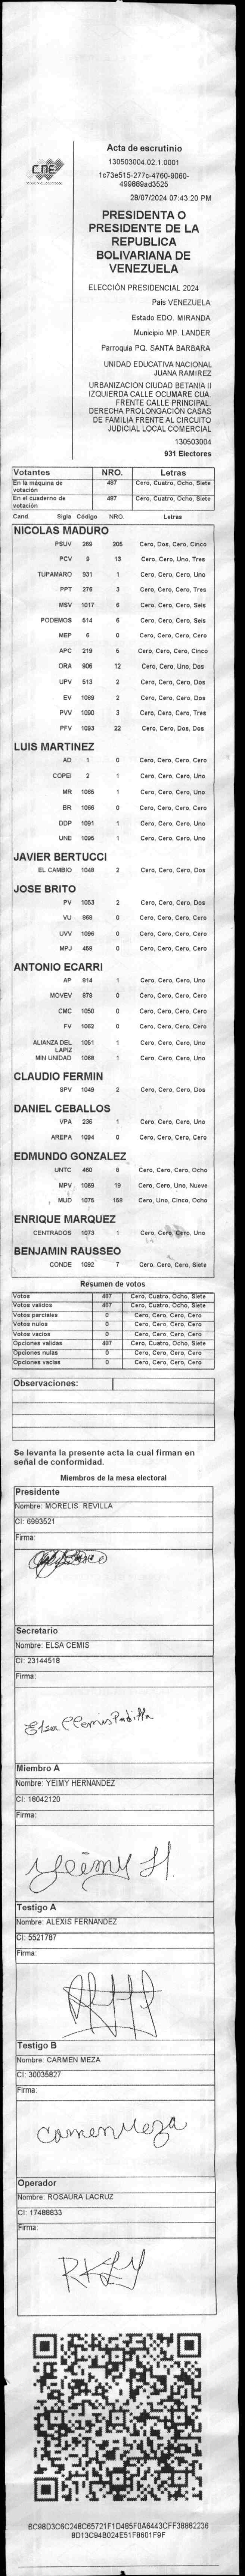 CNE
Acta de escrutinio
130503004.02.1.0001
1c73e515-277c-4760-9060-
499889ad3525
28/07/2024 07:43:20 PM
PRESIDENTA O
PRESIDENTE DE LA
REPUBLICA
BOLIVARIANA DE
VENEZUELA
ELECCIÓN PRESIDENCIAL 2024
País VENEZUELA
Estado EDO. MIRANDA
Municipio MP. LANDER
Parroquia PQ. SANTA BARBARA
UNIDAD EDUCATIVA NACIONAL
JUANA RAMIREZ
URBANIZACION CIUDAD BETANIA II
IZQUIERDA CALLE OCUMARE CUA.
FRENTE CALLE PRINCIPAL.
DERECHA PROLONGACIÓN CASAS
DE FAMILIA FRENTE AL CIRCUITO
JUDICIAL LOCAL COMERCIAL
130503004
931 Electores
Votantes NRO. Letras
En la máquina de votación 487 Cero, Cuatro, Ocho, Siete
En el cuaderno de votación 487 Cero, Cuatro, Ocho, Siete
Cand. Sigla Código NRO. Letras
NICOLAS MADURO
PSUV 269 205 Cero, Dos, Cero, Cinco
PCV 9 13 Cero, Cero, Uno, Tres
TUPAMARO 931 1 Cero, Cero, Cero, Uno
PPT 276 3 Cero, Cero, Cero, Tres
MSV 1017 6 Cero, Cero, Cero, Seis
PODEMOS 514 6 Cero, Cero, Cero, Seis
MEP 6 0 Cero, Cero, Cero, Cero
APC 219 5 Cero, Cero, Cero, Cinco
ORA 906 12 Cero, Cero, Uno, Dos
UPV 513 2 Cero, Cero, Cero, Dos
EV 1089 2 Cero, Cero, Cero, Dos
PVV 1090 3 Cero, Cero, Cero, Tres
PFV 1093 22 Cero, Cero, Dos, Dos
LUIS MARTINEZ
AD 1 0 Cero, Cero, Cero, Cero
COPEI 2 1 Cero, Cero, Cero, Uno
MR 1065 1 Cero, Cero, Cero, Uno
BR 1066 0 Cero, Cero, Cero, Cero
DDP 1091 1 Cero, Cero, Cero, Uno
UNE 1095 1 Cero, Cero, Cero, Uno
JAVIER BERTUCCI
EL CAMBIO 1048 2 Cero, Cero, Cero, Dos
JOSE BRITO
PV 1053 2 Cero, Cero, Cero, Dos
VU 868 0 Cero, Cero, Cero, Cero
UVV 1096 0 Cero, Cero, Cero, Cero
MPJ 458 0 Cero, Cero, Cero, Cero
ANTONIO ECARRI
AP 814 1 Cero, Cero, Cero, Uno
MOVEV 878 0 Cero, Cero, Cero, Cero
CMC 1050 0 Cero, Cero, Cero, Cero
FV 1062 0 Cero, Cero, Cero, Cero
ALIANZA DEL LAPIZ 1051 1 Cero, Cero, Cero, Uno
MIN UNIDAD 1068 1 Cero, Cero, Cero, Uno
CLAUDIO FERMIN
SPV 1049 2 Cero, Cero, Cero, Dos
DANIEL CEBALLOS
VPA 236 1 Cero, Cero, Cero, Uno
AREPA 1094 0 Cero, Cero, Cero, Cero
EDMUNDO GONZALEZ
UNTC 460 8 Cero, Cero, Cero, Ocho
MPV 1069 19 Cero, Cero, Uno, Nueve
MUD 1075 158 Cero, Uno, Cinco, Ocho
ENRIQUE MARQUEZ
CENTRADOS 1073 1 Cero, Cero, Cero, Uno
BENJAMIN RAUSSEO
CONDE 1092 7 Cero, Cero, Cero, Siete
Resumen de votos
Votos 487 Cero, Cuatro, Ocho, Siete
Votos validos 487 Cero, Cuatro, Ocho, Siete
Votos parciales 0 Cero, Cero, Cero, Cero
Votos nulos 0 Cero, Cero, Cero, Cero
Votos vacios 0 Cero, Cero, Cero, Cero
Opciones validas 487 Cero, Cuatro, Ocho, Siete
Opciones nulas 0 Cero, Cero, Cero, Cero
Opciones vacias 0 Cero, Cero, Cero, Cero
Observaciones:
Se levanta la presente acta la cual firman en
señal de conformidad.
Miembros de la mesa electoral
Presidente
Nombre: MORELIS REVILLA
CI: 6993521
Firma:
Secretario
Nombre: ELSA CEMIS
CI: 23144518
Firma:
Elsa Clemis Padilla
Miembro A
Nombre: YEIMY HERNANDEZ
CI: 18042120
Firma:
Yeimy H.
Testigo A
Nombre: ALEXIS FERNANDEZ
CI: 5521787
Firma:
Testigo B
Nombre: CARMEN MEZA
CI: 30035827
Firma:
Carmen Meza
Operador
Nombre: ROSAURA LACRUZ
CI: 17488833
Firma:
BC98D3C6C248C65721F1D485F0A6443CFF38882236
8D13C94B024E51F8601F9F